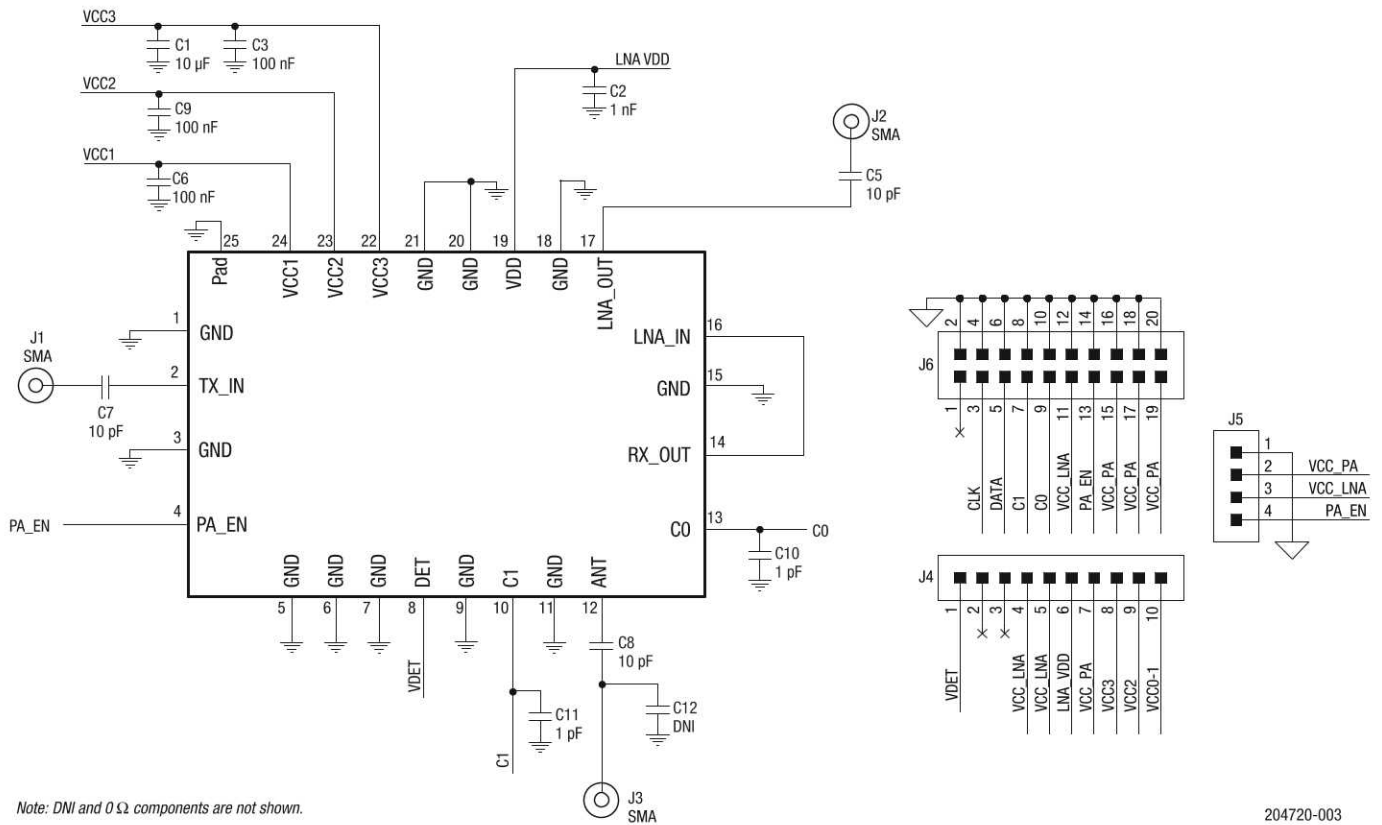 VCC3
C1
10 µF
C3
100 nF
LNA VDD
C2
1 nF
VCC2
C9
100 nF
J2
SMA
VCC1
C6
100 nF
C5
10 pF
25 24 23 22 21 20 19 18 17
Pad VCC1 VCC2 VCC3 GND GND VDD GND LNA_OUT
1 GND
J1
SMA
2 TX_IN
C7
10 pF
3 GND
PA_EN
4 PA_EN
LNA_IN 16
GND 15
RX_OUT 14
C0 13
C0
C10
1 pF
GND GND GND DET GND C1 GND ANT
5 6 7 8 9 10 11 12
VDET
C8
10 pF
C11
1 pF
C1
C12
DNI
J3
SMA
2 4 6 8 10 12 14 16 18 20
J6
1 3 5 7 9 11 13 15 17 19
CLK DATA C1 C0 VCC_LNA PA_EN VCC_PA VCC_PA VCC_PA
J5
1
2 VCC_PA
3 VCC_LNA
4 PA_EN
J4
1 2 3 4 5 6 7 8 9 10
VDET VCC_LNA VCC_LNA LNA_VDD VCC_PA VCC3 VCC2 VCC0-1
Note: DNI and 0 Ω components are not shown.
204720-003